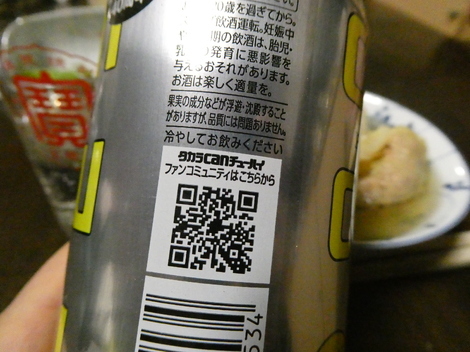 20歳を過ぎてから。
飲酒運転。妊娠中
期の飲酒は、胎児・
乳 の発育に悪影響を
与えるおそれがあります。
お酒は楽しく適量を。
果実の成分などが浮遊・沈殿すること
がありますが、品質には問題ありません。
冷やしてお飲みください
タカラcanチューハイ
ファンコミュニティはこちらから
534
寶